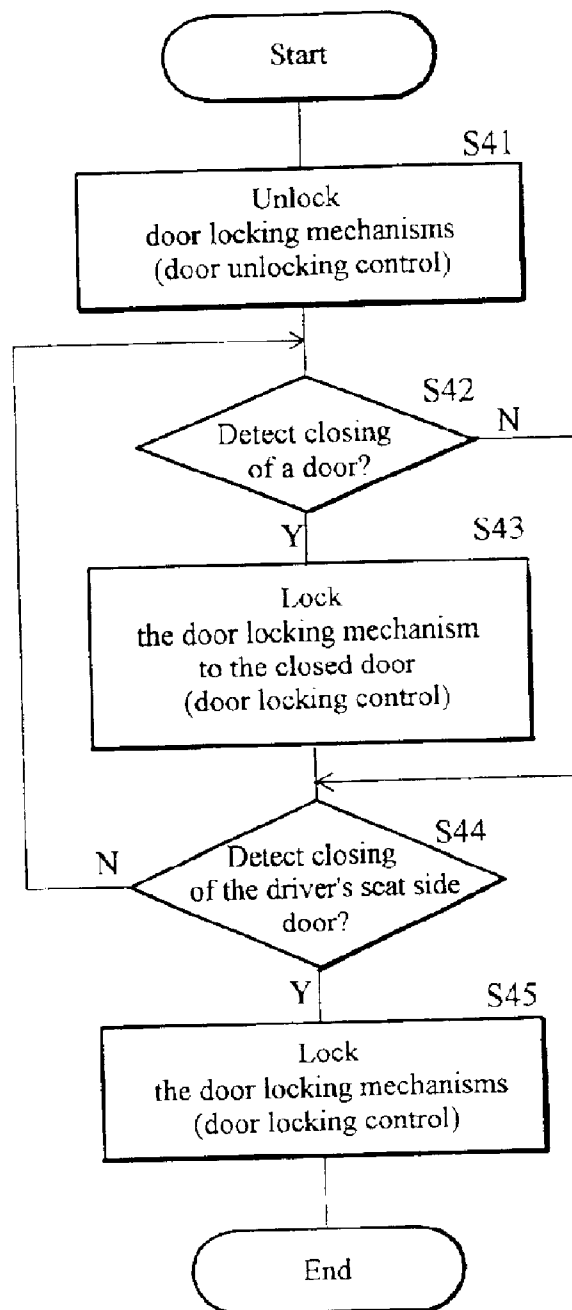 Start
S41
Unlock
door locking mechanisms
(door unlocking control)
S42
N
Detect closing
of a door?
Y
S43
Lock
the door locking mechanism
to the closed door
(door locking control)
S44
N
Detect closing
of the driver's seat side
door?
Y
S45
Lock
the door locking mechanisms
(door locking control)
End